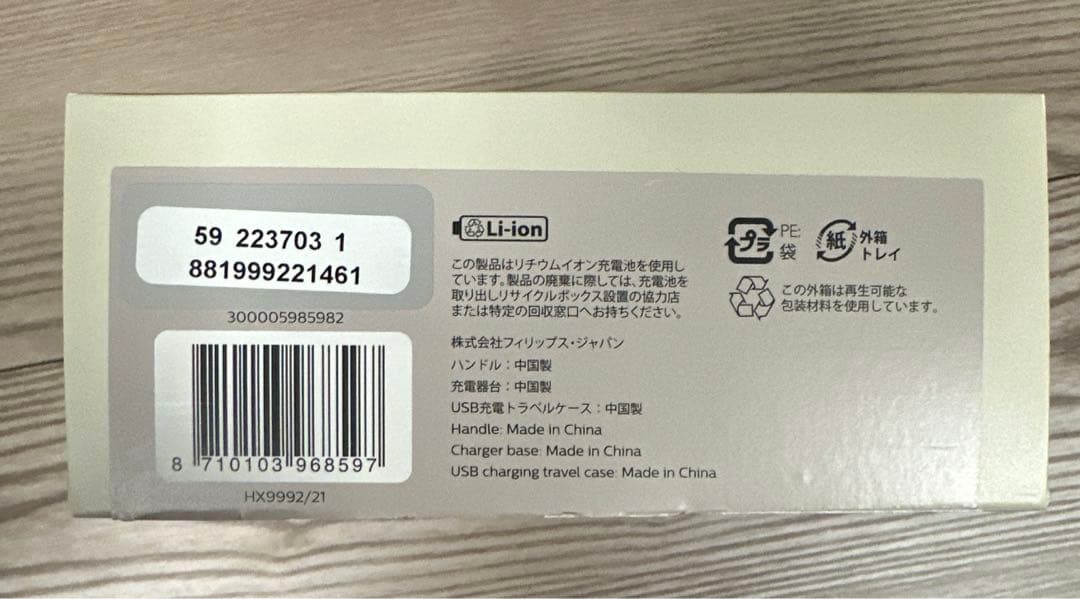 59 223703 1
881999221461
300005985982
8 710103 968597
HX9992/21
Li-ion
この製品はリチウムイオン充電池を使用し
ています。製品の廃棄に際しては、充電池を
取り出しリサイクルボックス設置の協力店
または特定の回収窓口へお持ちください。
株式会社フィリップス・ジャパン
ハンドル：中国製
充電器台：中国製
USB充電トラベルケース：中国製
Handle: Made in China
Charger base: Made in China
USB charging travel case: Made in China
プラ
PE:
袋
紙
外箱
トレイ
この外箱は再生可能な
包装材料を使用しています。